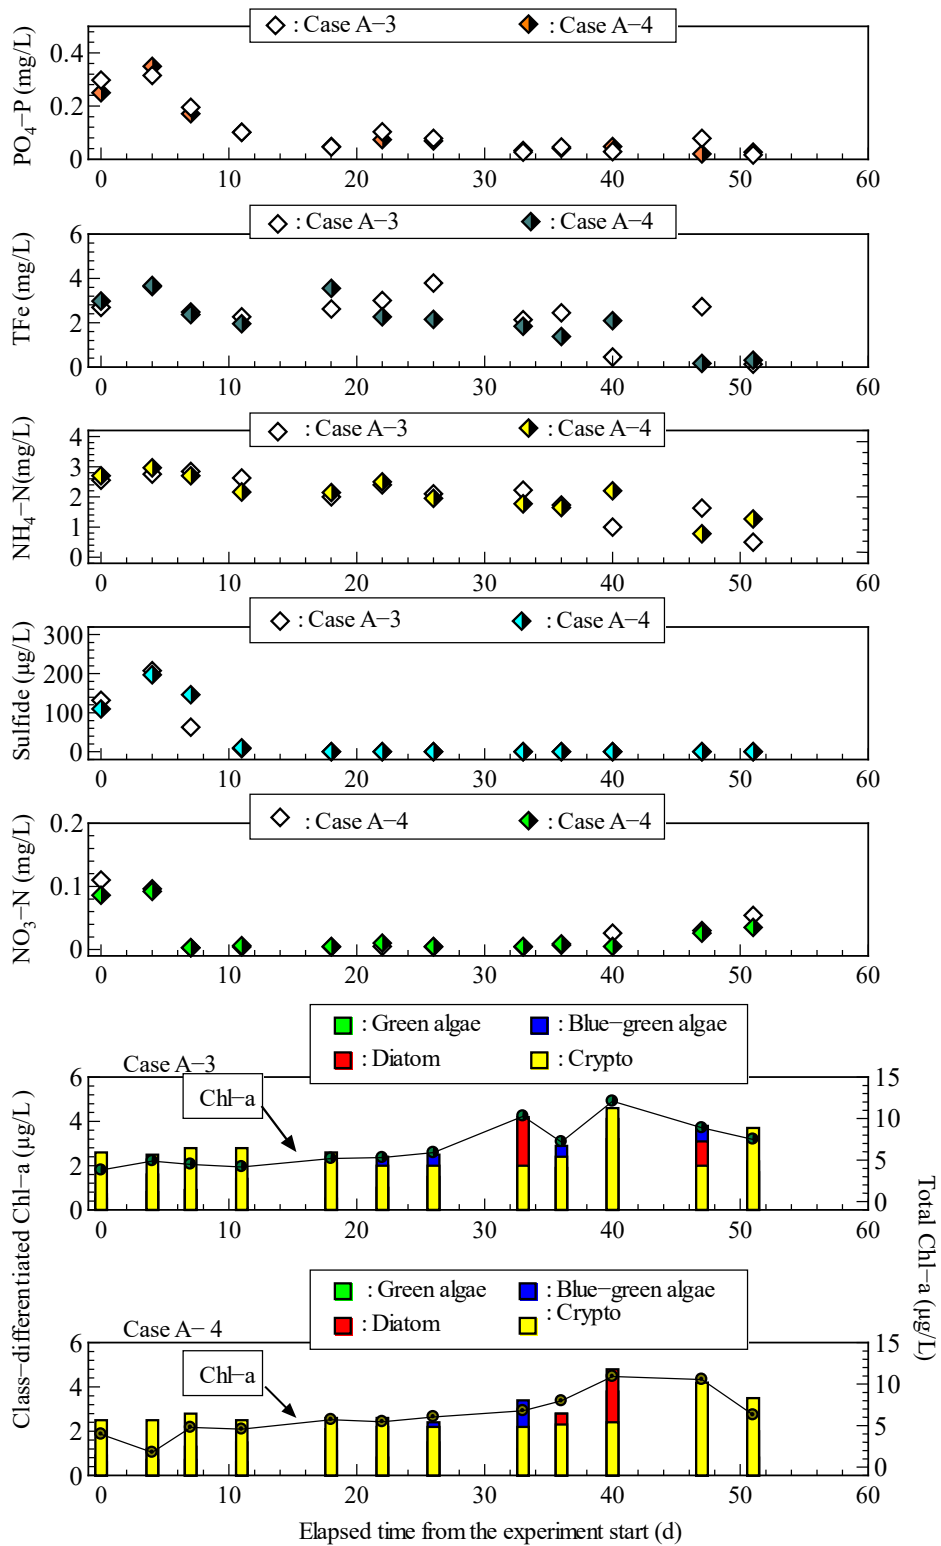 : Case A−3 : Case A−4
PO₄−P (mg/L)
0.4
0.2
0
0 10 20 30 40 50 60
: Case A−3 : Case A−4
TFe (mg/L)
6
4
2
0
0 10 20 30 40 50 60
: Case A−3 : Case A−4
NH₄−N(mg/L)
4
3
2
1
0
0 10 20 30 40 50 60
: Case A−3 : Case A−4
Sulfide (μg/L)
300
200
100
0
0 10 20 30 40 50 60
: Case A−4 : Case A−4
NO₃−N (mg/L)
0.2
0.1
0
0 10 20 30 40 50 60
: Green algae : Blue−green algae
: Diatom : Crypto
Case A−3
Chl−a
6
4
2
0
15
10
5
0
0 10 20 30 40 50 60
Class−differentiated Chl−a (μg/L)
Total Chl−a (μg/L)
: Green algae : Blue−green algae
: Diatom : Crypto
Case A− 4
Chl−a
6
4
2
0
15
10
5
0
0 10 20 30 40 50 60
Elapsed time from the experiment start (d)